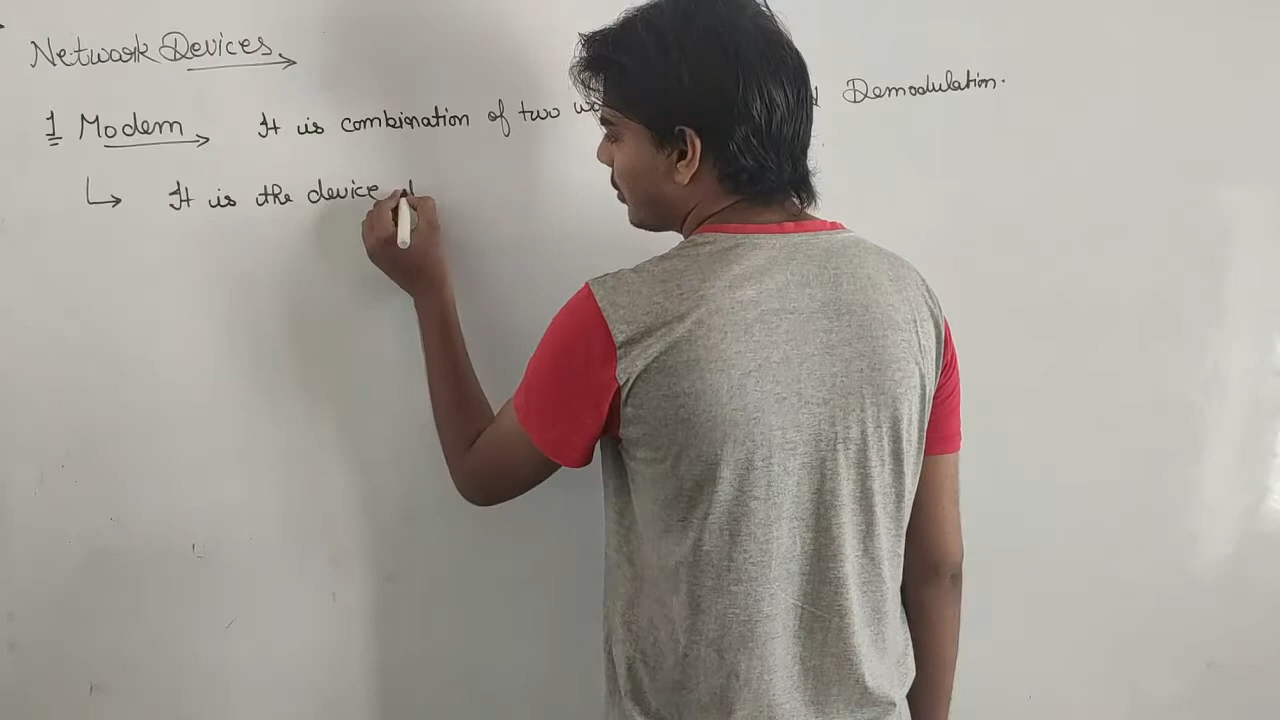 Network Devices
1 Modem It is combination of two Demodulation.
It is the device